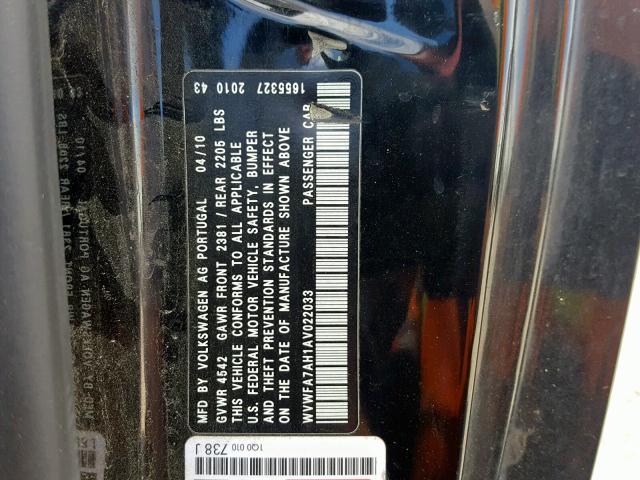 MFD BY VOLKSWAGEN AG PORTUGAL 04/10
GVWR 4542 GAWR FRONT 2381 / REAR 2205 LBS
THIS VEHICLE CONFORMS TO ALL APPLICABLE
U.S. FEDERAL MOTOR VEHICLE SAFETY, BUMPER
AND THEFT PREVENTION STANDARDS IN EFFECT
ON THE DATE OF MANUFACTURE SHOWN ABOVE
WVWFA7AH1AV022033 PASSENGER CAR
1655327 2010 43
1Q0 010 738 J